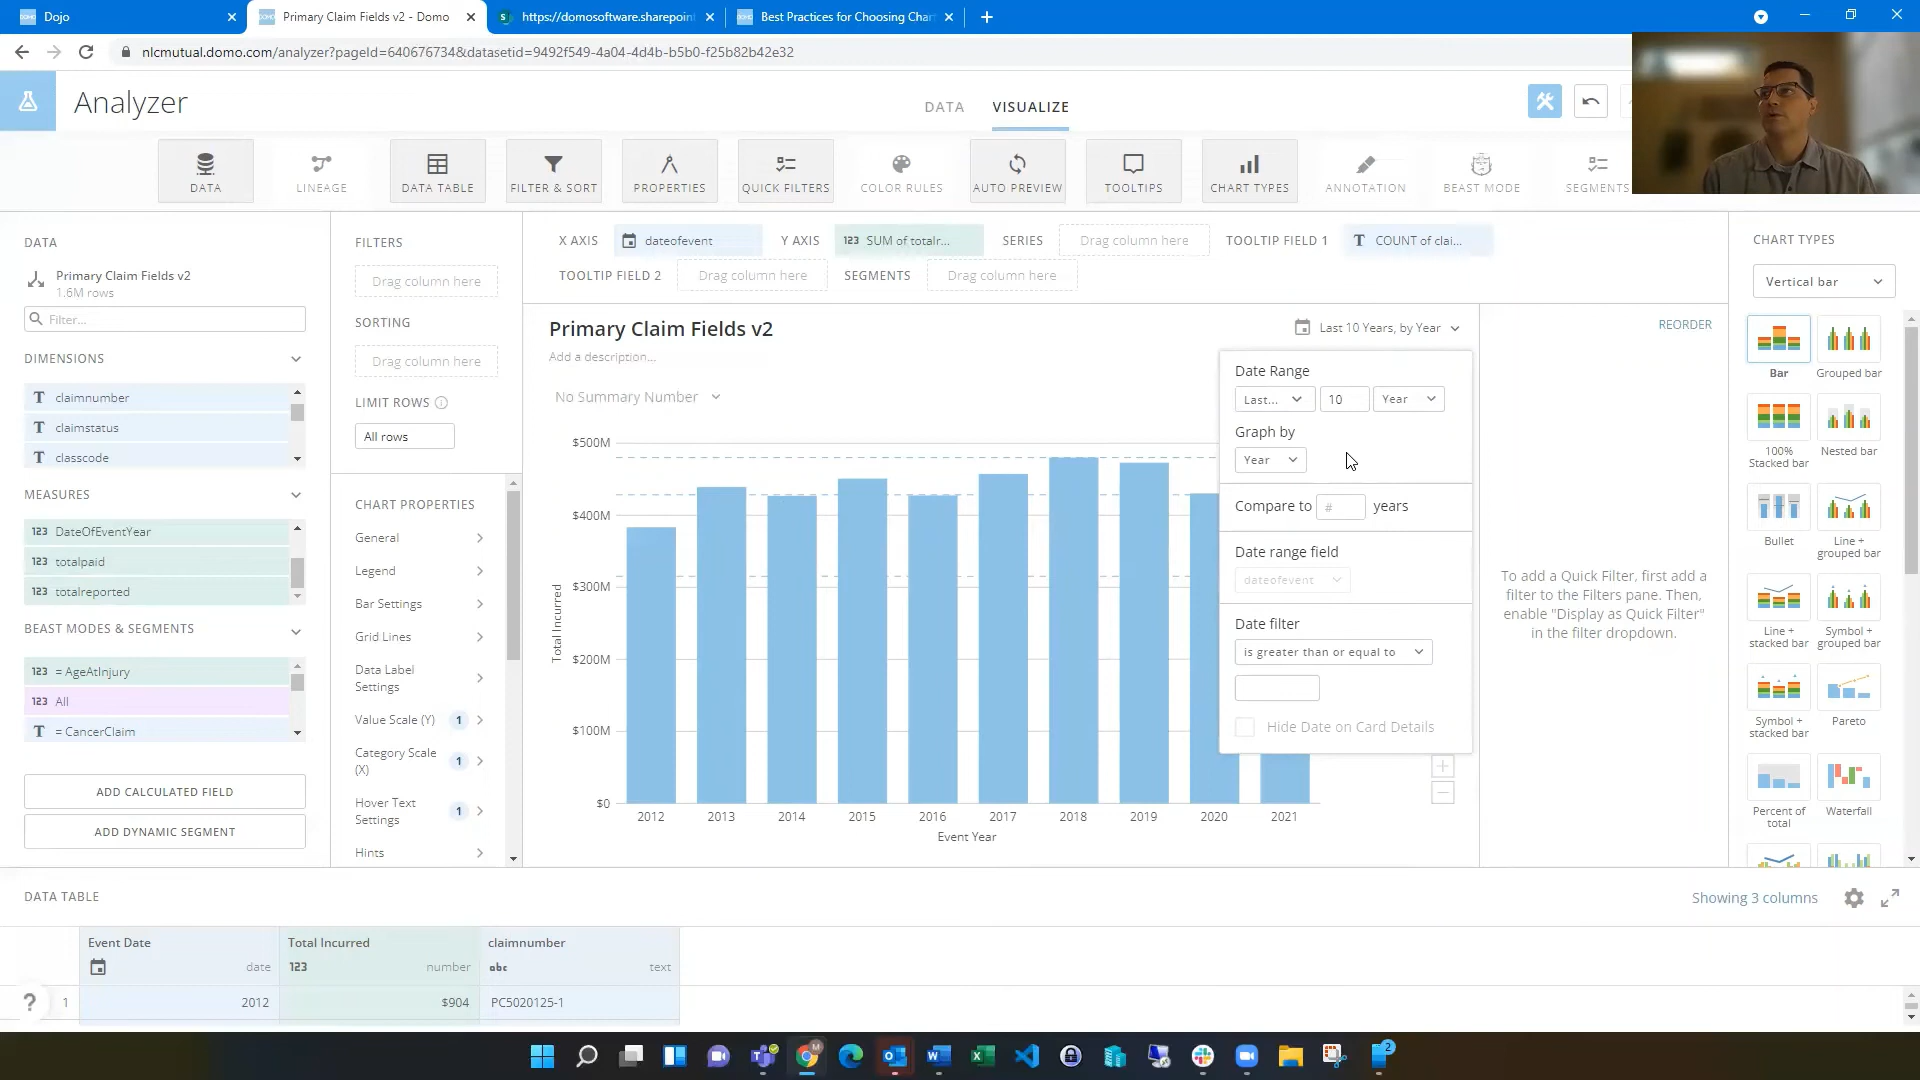 Dojo
Primary Claim Fields v2 - Domo
https://domosoftware.sharepoin
Best Practices for Choosing Char
nlcmutual.domo.com/analyzer?pageId=640676734&datasetid=9492f549-4a04-4d4b-b5b0-f25b82b42e32
Analyzer
DATA
VISUALIZE
DATA
LINEAGE
DATA TABLE
FILTER & SORT
PROPERTIES
QUICK FILTERS
COLOR RULES
AUTO PREVIEW
TOOLTIPS
CHART TYPES
ANNOTATION
BEAST MODE
SEGMENTS
DATA
Primary Claim Fields v2
1.6M rows
Filter...
DIMENSIONS
T claimnumber
T claimstatus
T classcode
MEASURES
123 DateOfEventYear
123 totalpaid
123 totalreported
BEAST MODES & SEGMENTS
123 = AgeAtInjury
123 All
T = CancerClaim
ADD CALCULATED FIELD
ADD DYNAMIC SEGMENT
FILTERS
Drag column here
SORTING
Drag column here
LIMIT ROWS
All rows
CHART PROPERTIES
General
Legend
Bar Settings
Grid Lines
Data Label
Settings
Value Scale (Y) 1
Category Scale
(X) 1
Hover Text
Settings 1
Hints
X AXIS dateofevent Y AXIS 123 SUM of totalr... SERIES Drag column here TOOLTIP FIELD 1 T COUNT of clai...
TOOLTIP FIELD 2 Drag column here SEGMENTS Drag column here
Primary Claim Fields v2
Last 10 Years, by Year
Add a description...
No Summary Number
$500M
$400M
$300M
$200M
$100M
$0
Total Incurred
2012 2013 2014 2015 2016 2017 2018 2019 2020 2021
Event Year
Date Range
Last... 10 Year
Graph by
Year
Compare to # years
Date range field
dateofevent
Date filter
is greater than or equal to
Hide Date on Card Details
REORDER
To add a Quick Filter, first add a
filter to the Filters pane. Then,
enable "Display as Quick Filter"
in the filter dropdown.
CHART TYPES
Vertical bar
Bar
Grouped bar
100%
Stacked bar
Nested bar
Bullet
Line +
grouped bar
Line +
stacked bar
Symbol +
grouped bar
Symbol +
stacked bar
Pareto
Percent of
total
Waterfall
DATA TABLE
Showing 3 columns
Event Date
date
Total Incurred
123 number
claimnumber
abc text
? 1 2012 $904 PC5020125-1
M
2